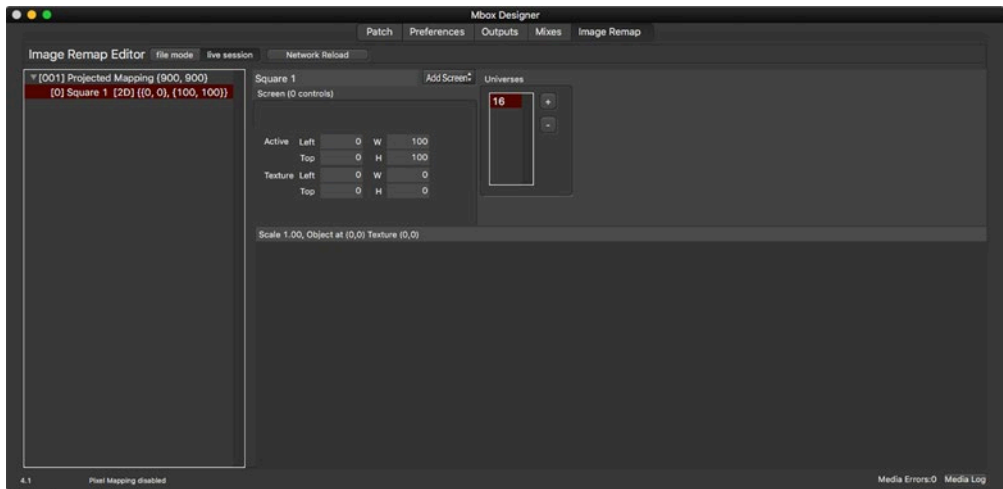 Mbox Designer
Patch Preferences Outputs Mixes Image Remap
Image Remap Editor file mode live session Network Reload
[001] Projected Mapping {900, 900}
[0] Square 1 [2D] {{0, 0}, {100, 100}}
Square 1 Add Screen
Screen (0 controls)
Active Left 0 W 100
Top 0 H 100
Texture Left 0 W 0
Top 0 H 0
Universes
16 +
-
Scale 1.00, Object at (0,0) Texture (0,0)
4.1 Pixel Mapping disabled Media Errors:0 Media Log